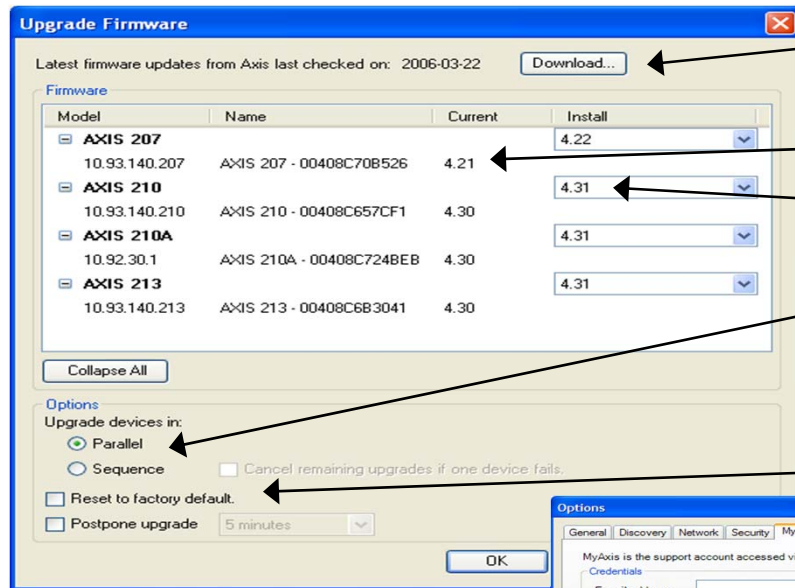 Upgrade Firmware
Latest firmware updates from Axis last checked on: 2006-03-22 Download...
Firmware
Model Name Current Install
AXIS 207 4.22
10.93.140.207 AXIS 207 - 00408C70B526 4.21
AXIS 210 4.31
10.93.140.210 AXIS 210 - 00408C657CF1 4.30
AXIS 210A 4.31
10.92.30.1 AXIS 210A - 00408C724BEB 4.30
AXIS 213 4.31
10.93.140.213 AXIS 213 - 00408C6B3041 4.30
Collapse All
Options
Upgrade devices in:
Parallel
Sequence Cancel remaining upgrades if one device fails.
Reset to factory default.
Postpone upgrade 5 minutes
OK
Options
General Discovery Network Security My
MyAxis is the support account accessed vi
Credentials